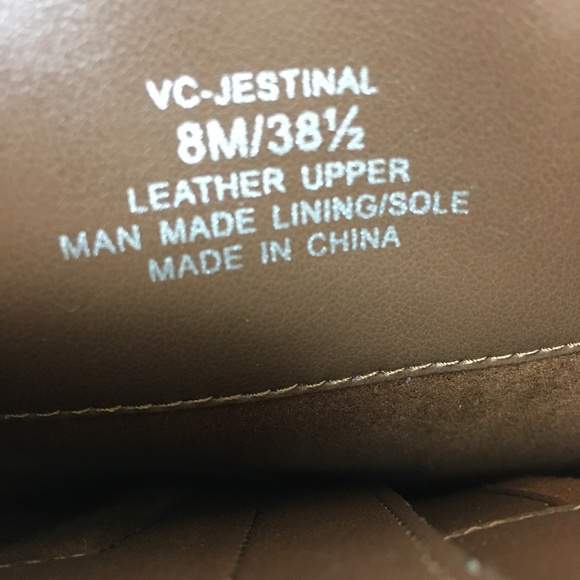 VC-JESTINAL
8M/38½
LEATHER UPPER
MAN MADE LINING/SOLE
MADE IN CHINA